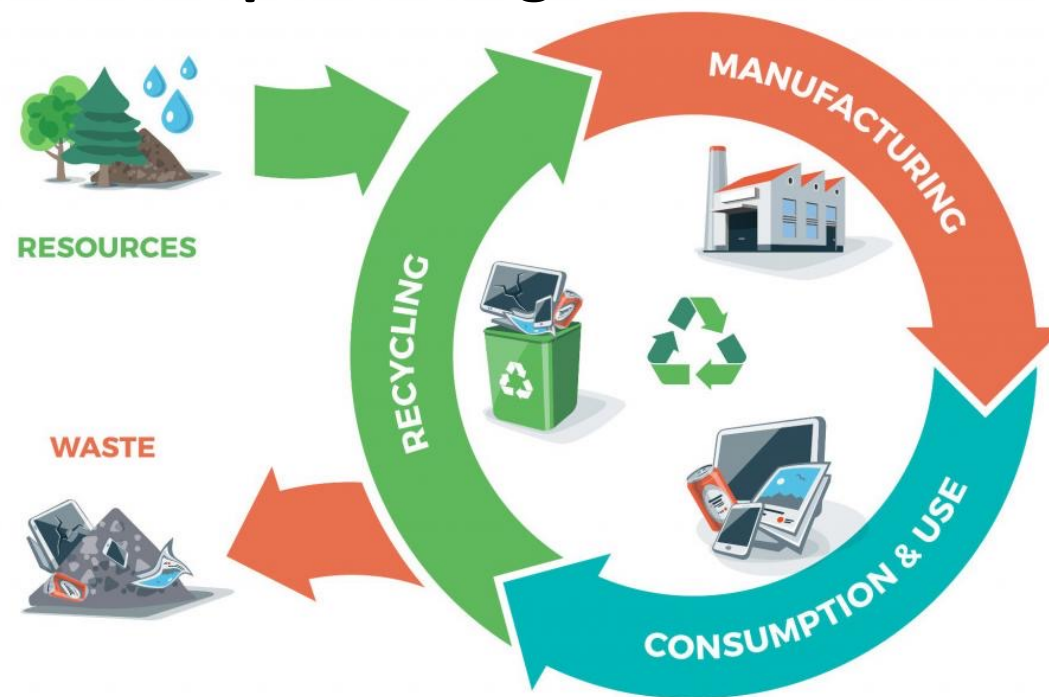 MANUFACTURING
RESOURCES
RECYCLING
WASTE
CONSUMPTION & USE